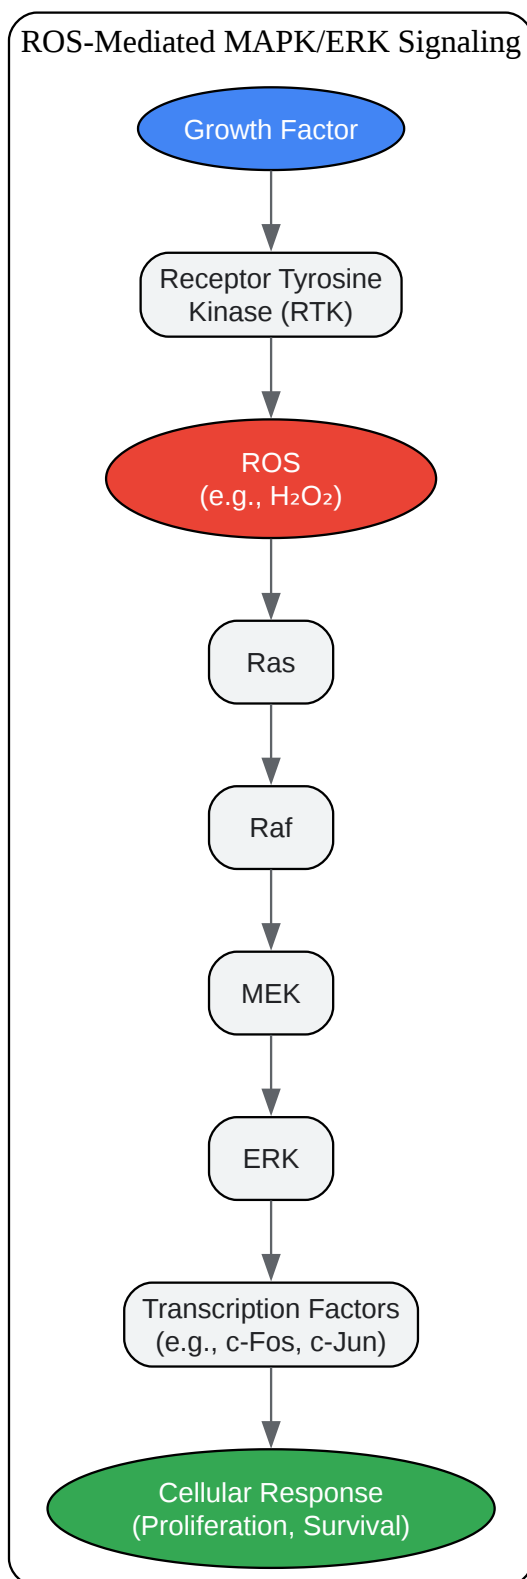 ROS-Mediated MAPK/ERK Signaling
Growth Factor
Receptor Tyrosine
Kinase (RTK)
ROS
(e.g., H₂O₂)
Ras
Raf
MEK
ERK
Transcription Factors
(e.g., c-Fos, c-Jun)
Cellular Response
(Proliferation, Survival)